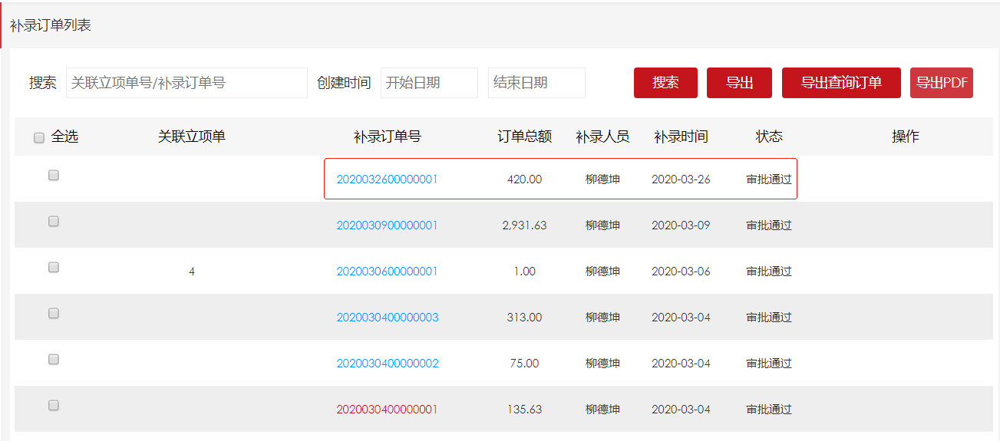 补录订单列表
搜索 关联立项单号/补录订单号 创建时间 开始日期 结束日期 搜索 导出 导出查询订单 导出PDF
全选 关联立项单 补录订单号 订单总额 补录人员 补录时间 状态 操作
2020032600000001 420.00 柳德坤 2020-03-26 审批通过
2020030900000001 2,931.63 柳德坤 2020-03-09 审批通过
4 2020030600000001 1.00 柳德坤 2020-03-06 审批通过
2020030400000003 313.00 柳德坤 2020-03-04 审批通过
2020030400000002 75.00 柳德坤 2020-03-04 审批通过
2020030400000001 135.63 柳德坤 2020-03-04 审批通过